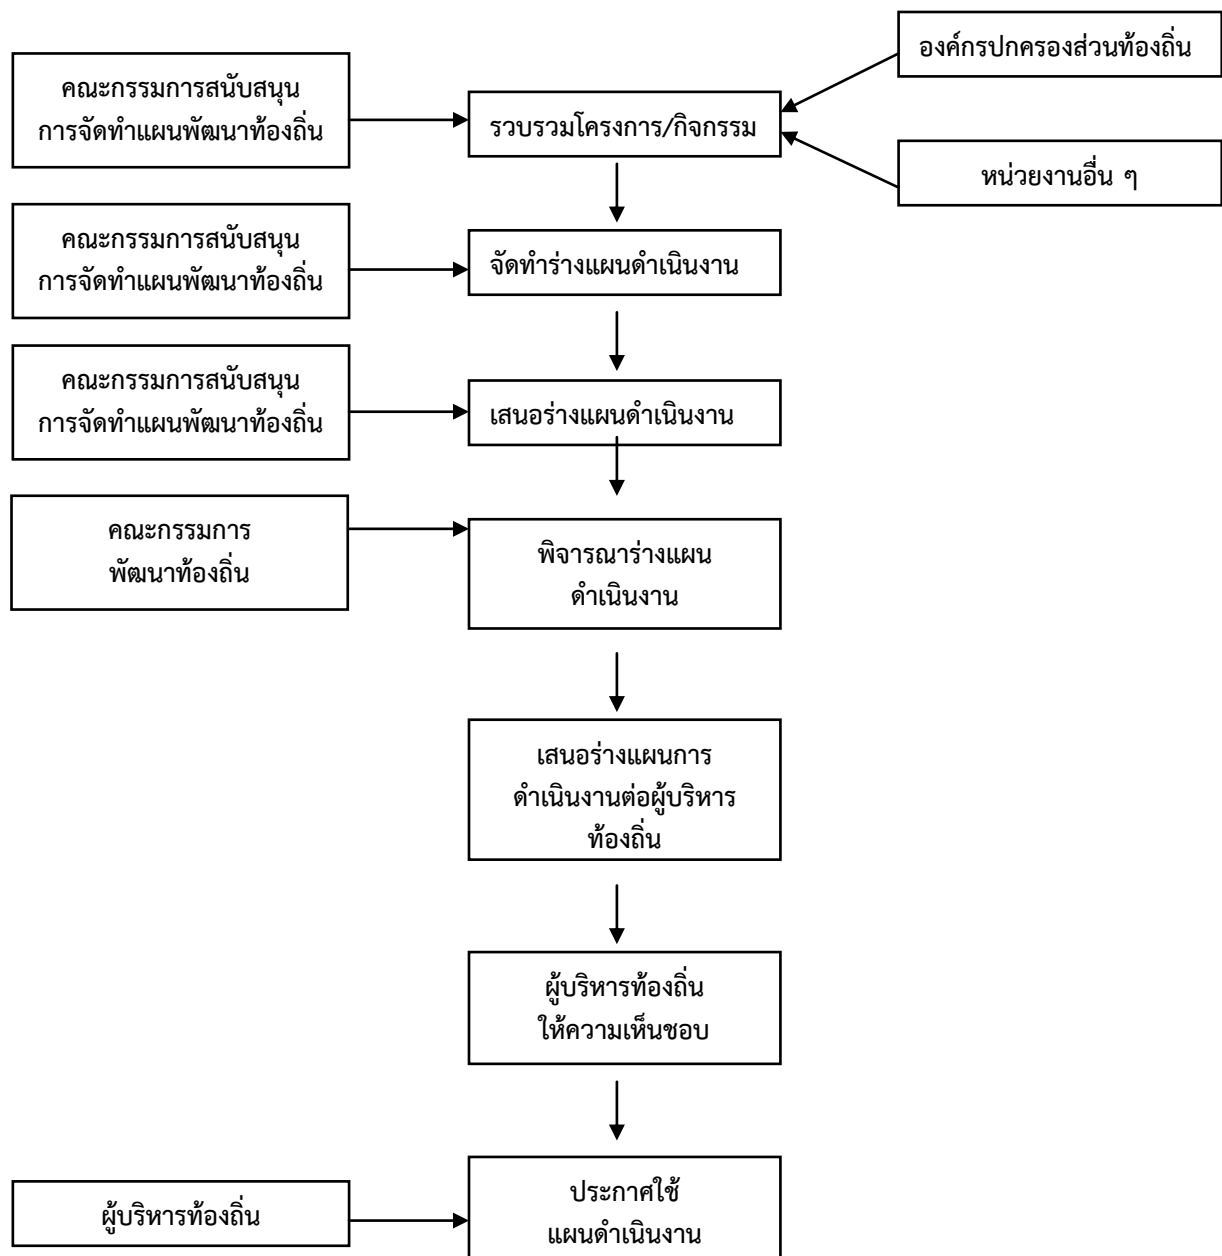 องค์กรปกครองส่วนท้องถิ่น
คณะกรรมการสนับสนุน
การจัดทำแผนพัฒนาท้องถิ่น
รวบรวมโครงการ/กิจกรรม
หน่วยงานอื่น ๆ
คณะกรรมการสนับสนุน
การจัดทำแผนพัฒนาท้องถิ่น
จัดทำร่างแผนดำเนินงาน
คณะกรรมการสนับสนุน
การจัดทำแผนพัฒนาท้องถิ่น
เสนอร่างแผนดำเนินงาน
คณะกรรมการ
พัฒนาท้องถิ่น
พิจารณาร่างแผน
ดำเนินงาน
เสนอร่างแผนการ
ดำเนินงานต่อผู้บริหาร
ท้องถิ่น
ผู้บริหารท้องถิ่น
ให้ความเห็นชอบ
ผู้บริหารท้องถิ่น
ประกาศใช้
แผนดำเนินงาน